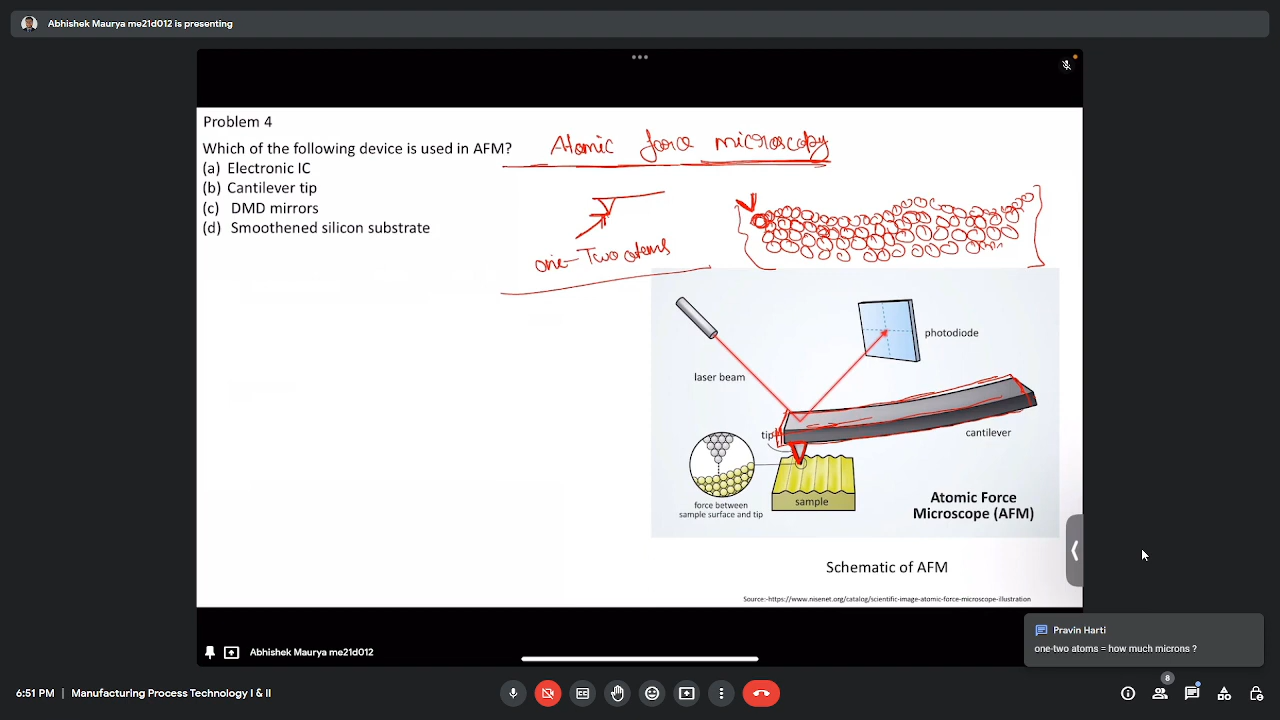 Abhishek Maurya me21d012 is presenting
Problem 4
Which of the following device is used in AFM?
Atomic force microscopy
(a) Electronic IC
(b) Cantilever tip
(c) DMD mirrors
(d) Smoothened silicon substrate
one-Two atoms
photodiode
laser beam
tip
cantilever
sample
force between
sample surface and tip
Atomic Force
Microscope (AFM)
Schematic of AFM
Source:-https://www.nisenet.org/catalog/scientific-image-atomic-force-microscope-illustration
Pravin Harti
one-two atoms = how much microns ?
Abhishek Maurya me21d012
6:51 PM | Manufacturing Process Technology I & II
8